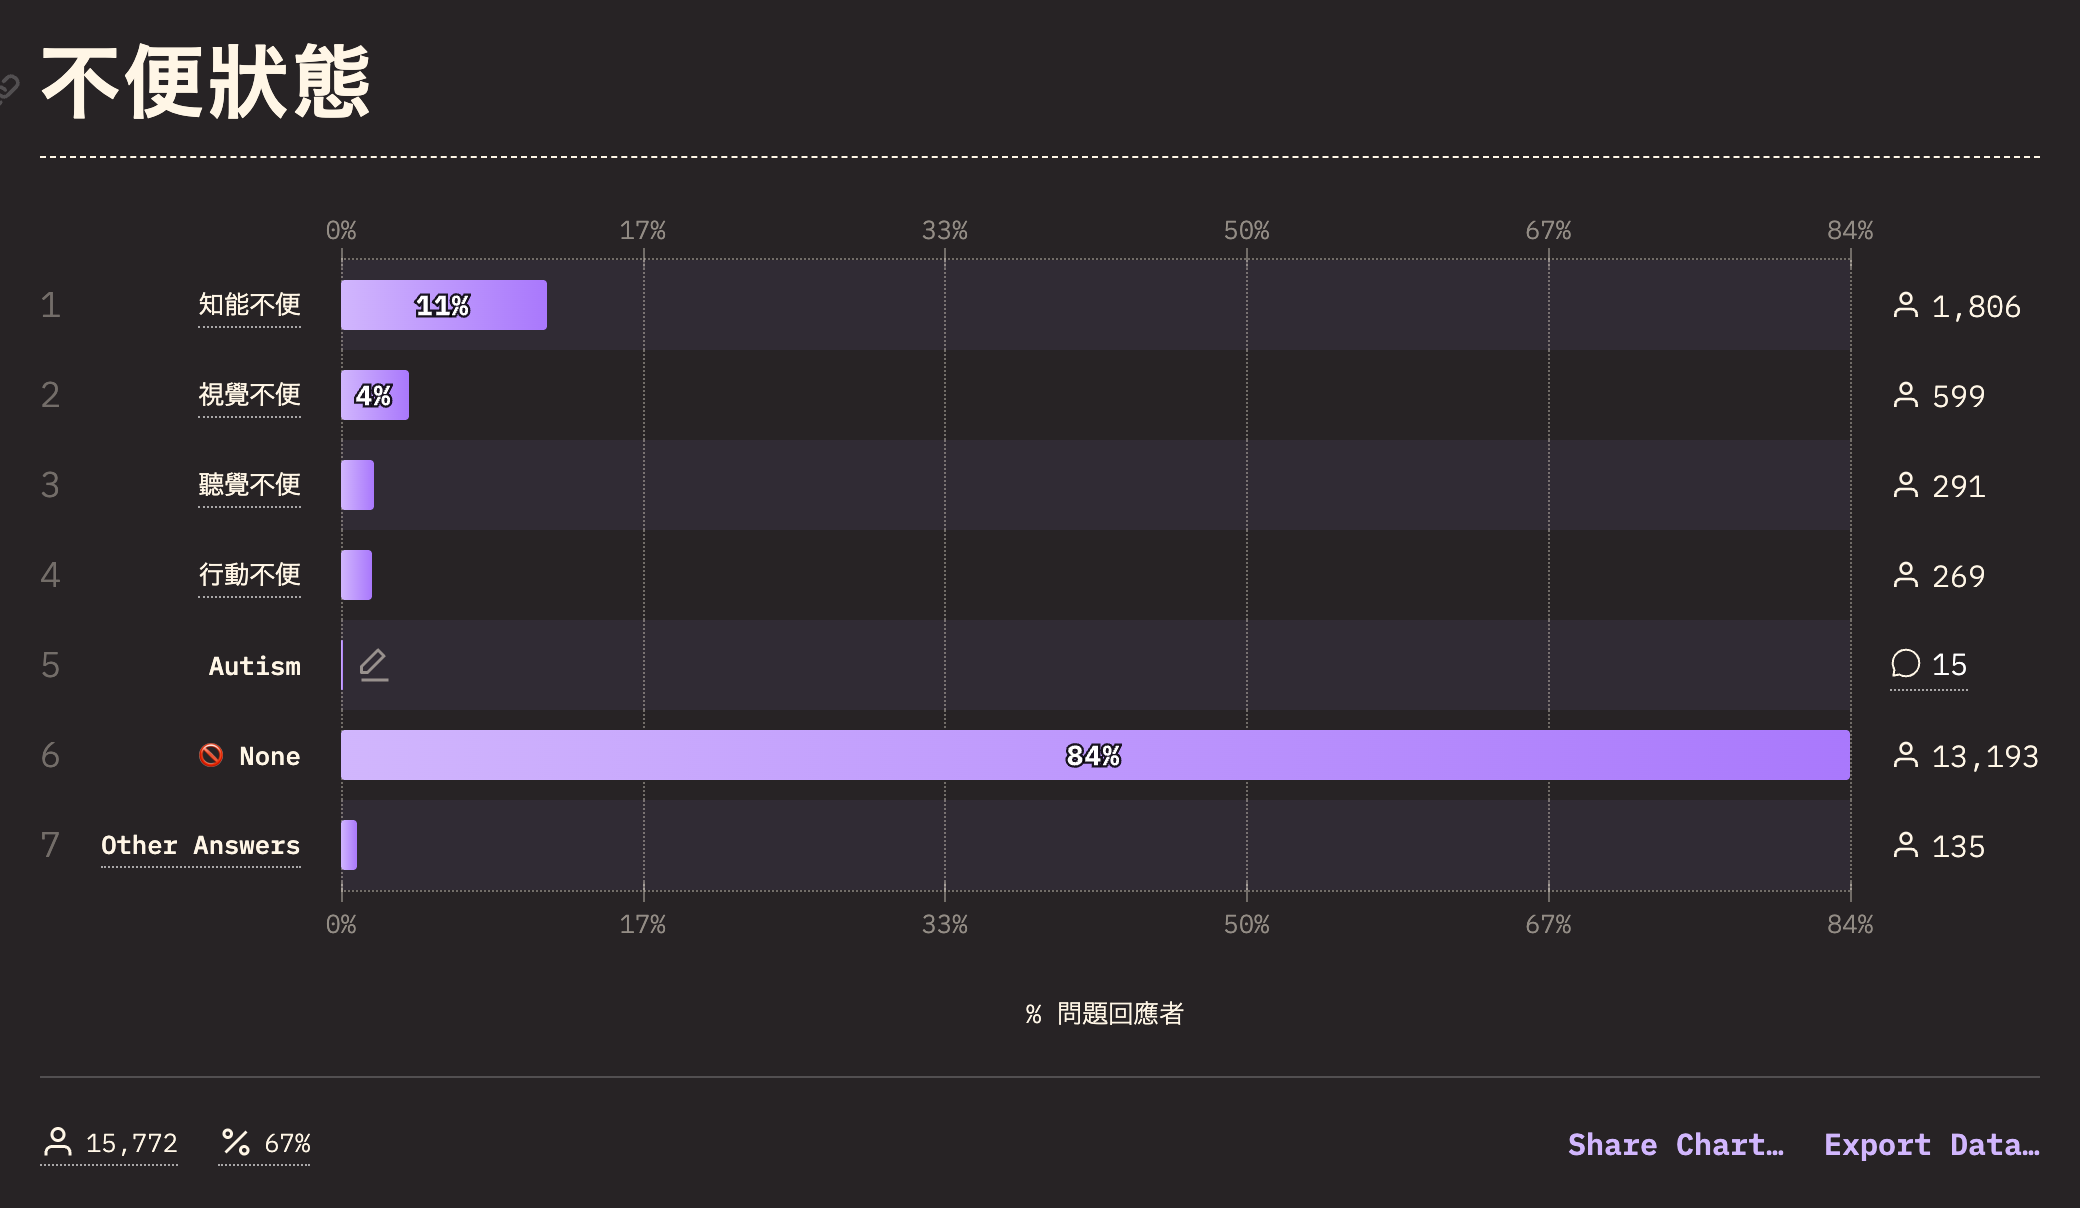 不便狀態
0% 17% 33% 50% 67% 84%
1 知能不便 11% 1,806
2 視覺不便 4% 599
3 聽覺不便 291
4 行動不便 269
5 Autism 15
6 None 84% 13,193
7 Other Answers 135
0% 17% 33% 50% 67% 84%
% 問題回應者
15,772 % 67% Share Chart… Export Data…